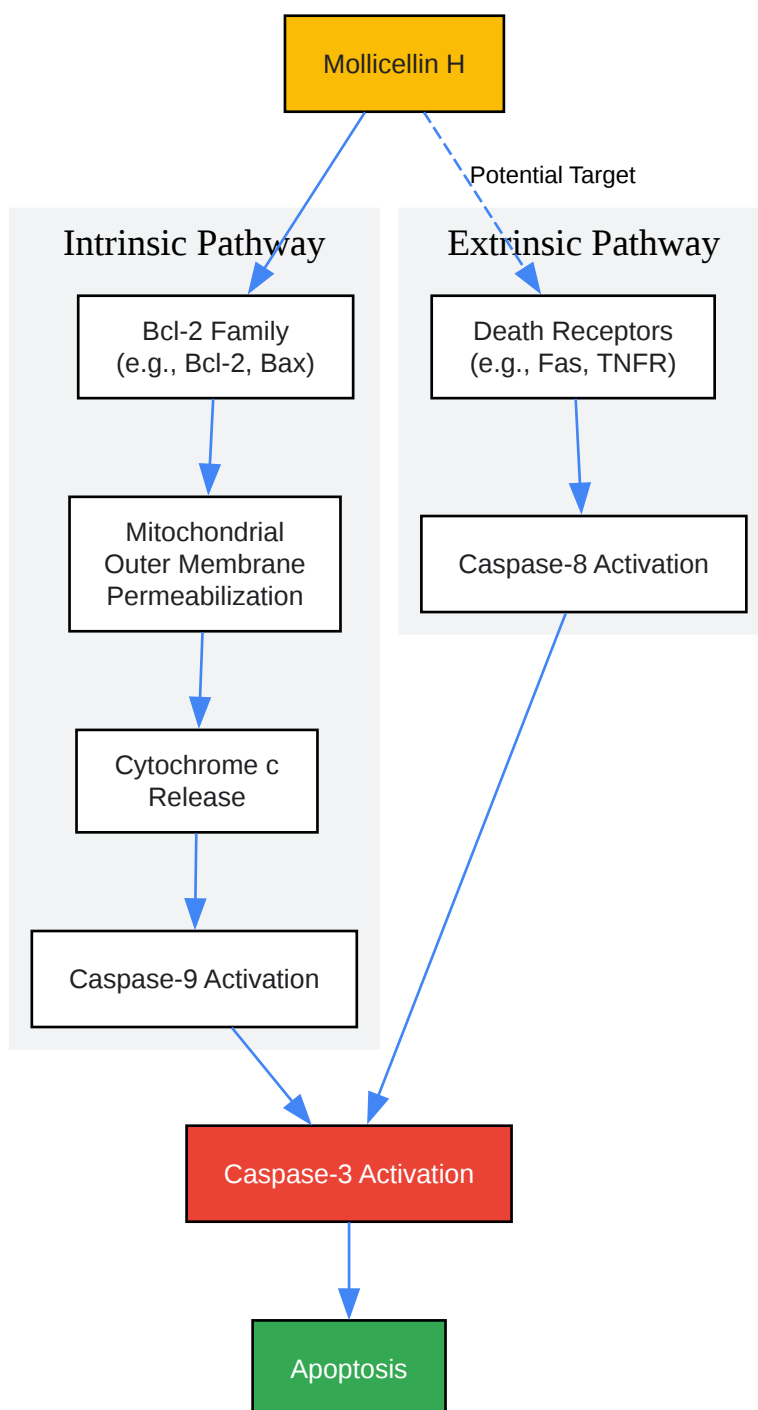 Mollicellin H
Potential Target
Intrinsic Pathway
Bcl-2 Family
(e.g., Bcl-2, Bax)
Mitochondrial
Outer Membrane
Permeabilization
Cytochrome c
Release
Caspase-9 Activation
Extrinsic Pathway
Death Receptors
(e.g., Fas, TNFR)
Caspase-8 Activation
Caspase-3 Activation
Apoptosis